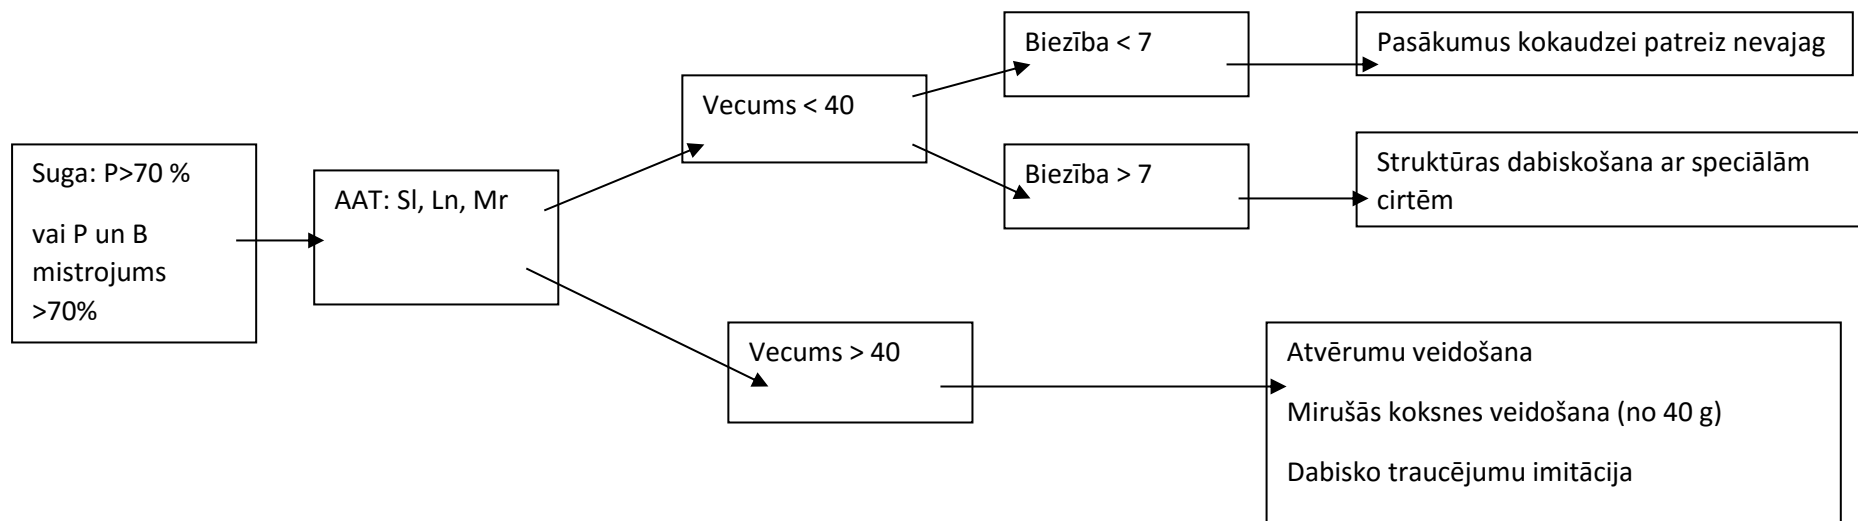 Suga: P>70 %
vai P un B
mistrojums
>70%
AAT: Sl, Ln, Mr
Vecums < 40
Biezība < 7
Pasākumus kokaudzei patreiz nevajag
Biezība > 7
Struktūras dabiskošana ar speciālām
cirtēm
Vecums > 40
Atvērumu veidošana
Mirušās koksnes veidošana (no 40 g)
Dabisko traucējumu imitācija